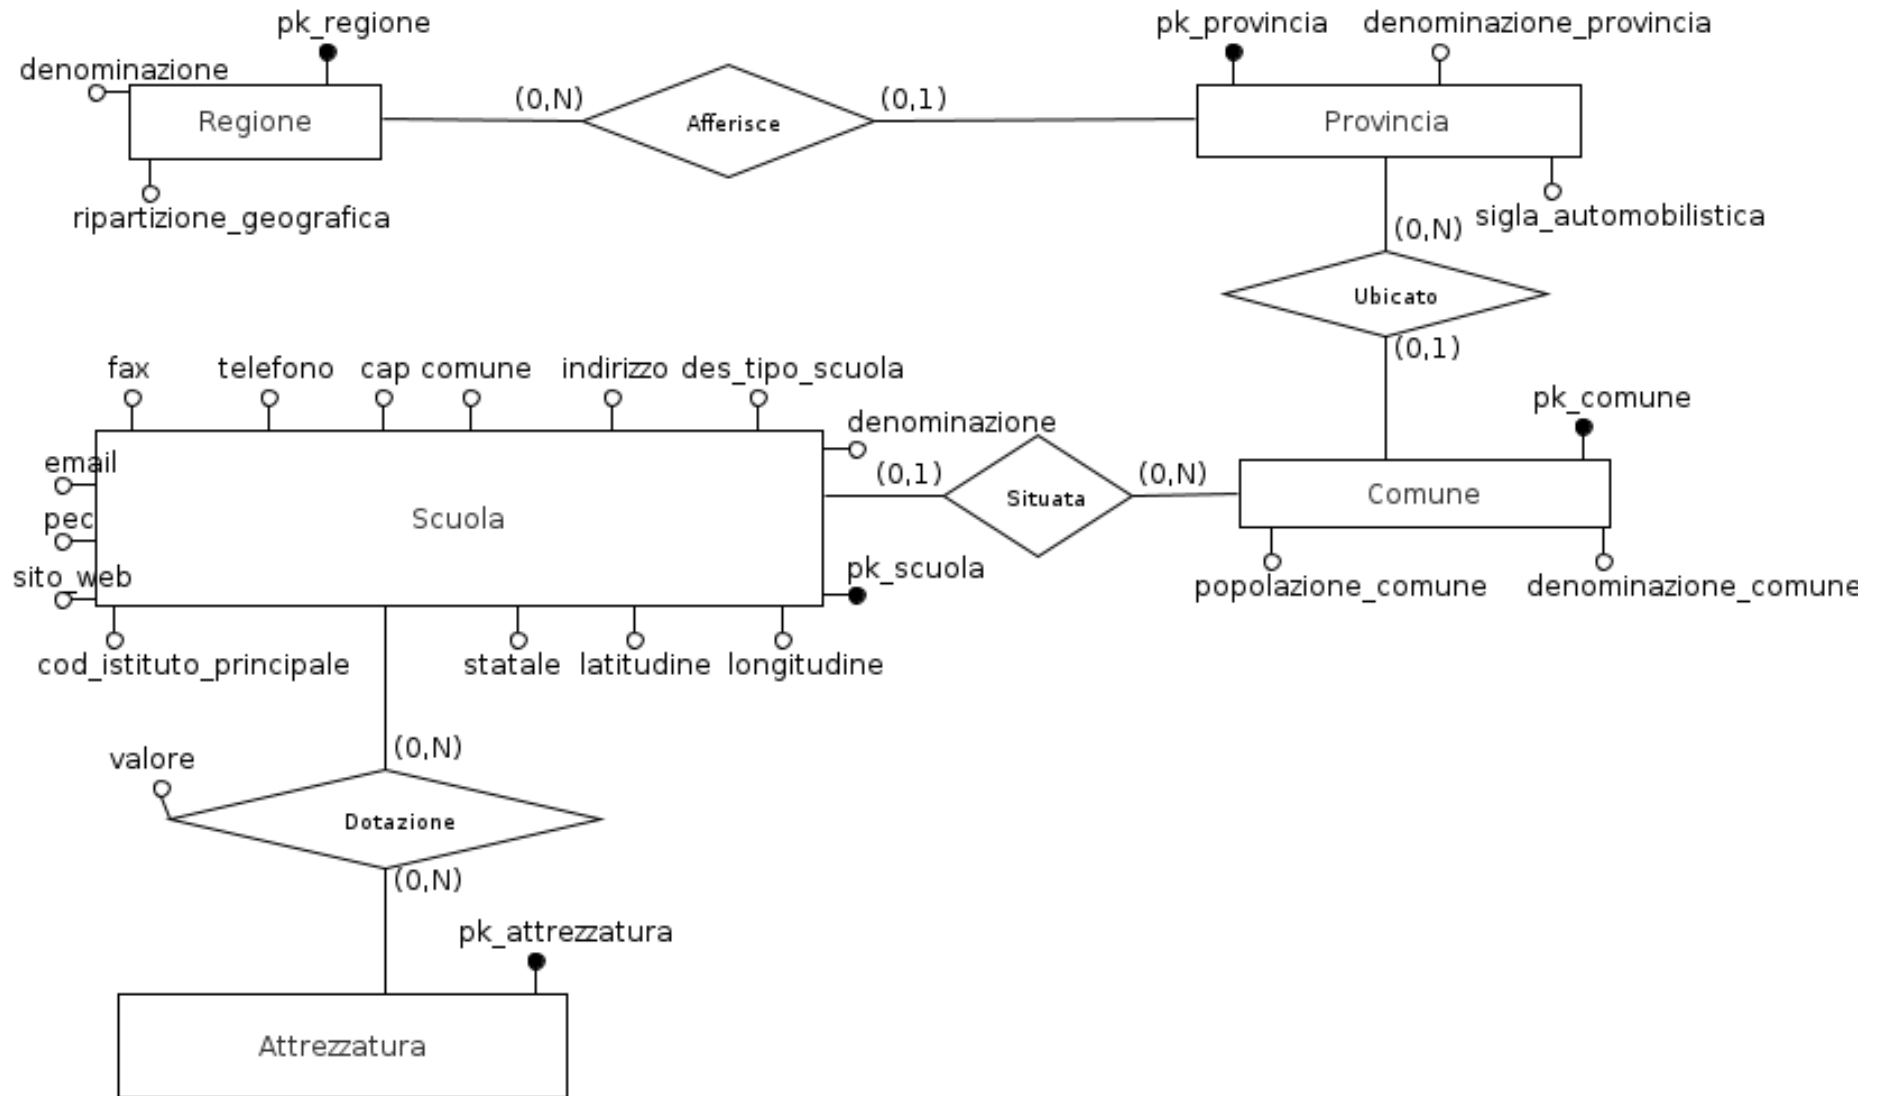 pk_regione
pk_provincia denominazione_provincia
denominazione
(0,N) (0,1)
Regione Afferisce Provincia
ripartizione_geografica
sigla_automobilistica
(0,N)
Ubicato
(0,1)
fax telefono cap comune indirizzo des_tipo_scuola
pk_comune
denominazione
email
(0,1) (0,N)
Situata
Comune
pec
Scuola
sito_web
pk_scuola
popolazione_comune denominazione_comune
cod_istituto_principale statale latitudine longitudine
(0,N)
valore
Dotazione
(0,N)
pk_attrezzatura
Attrezzatura